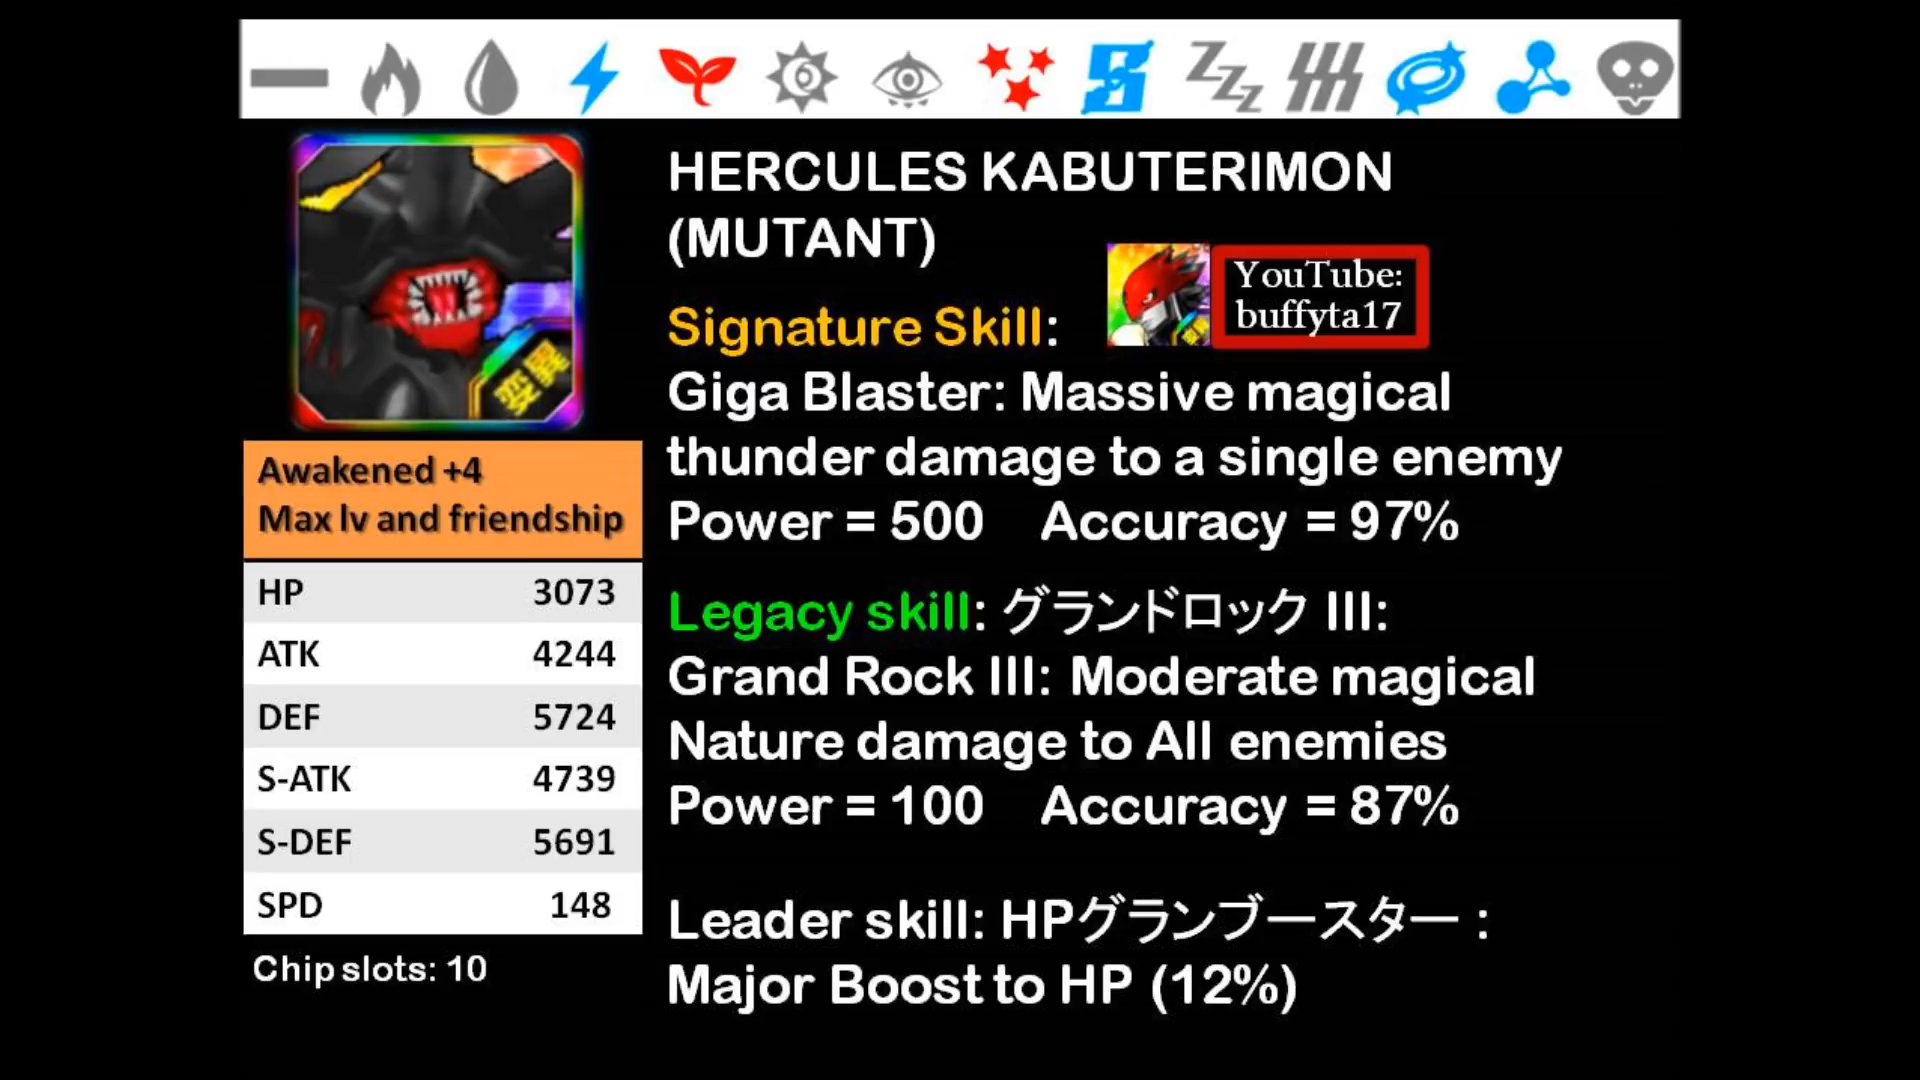 HERCULES KABUTERIMON
(MUTANT)
YouTube:
buffyta17
変異
Awakened +4
Max lv and friendship
HP 3073
ATK 4244
DEF 5724
S-ATK 4739
S-DEF 5691
SPD 148
Chip slots: 10
Signature Skill:
Giga Blaster: Massive magical
thunder damage to a single enemy
Power = 500 Accuracy = 97%
Legacy skill: グランドロック III:
Grand Rock III: Moderate magical
Nature damage to All enemies
Power = 100 Accuracy = 87%
Leader skill: HPグランブースター :
Major Boost to HP (12%)